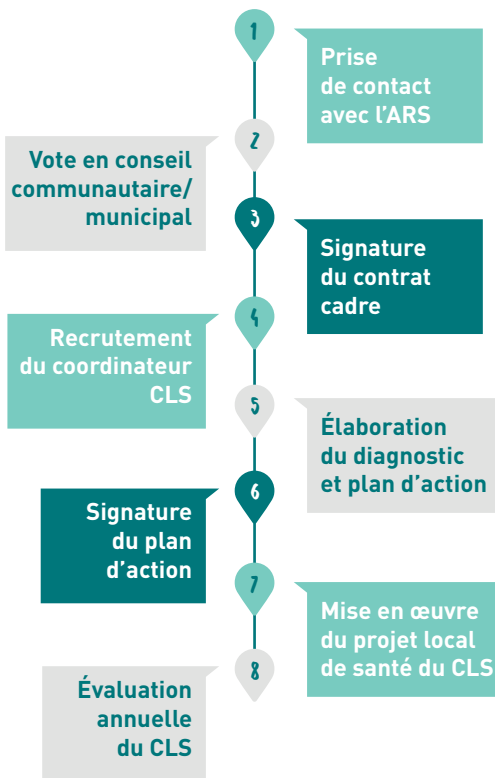 1
Prise
de contact
avec l’ARS
2
Vote en conseil
communautaire/
municipal
3
Signature
du contrat
cadre
4
Recrutement
du coordinateur
CLS
5
Élaboration
du diagnostic
et plan d’action
6
Signature
du plan
d’action
7
Mise en œuvre
du projet local
de santé du CLS
8
Évaluation
annuelle
du CLS